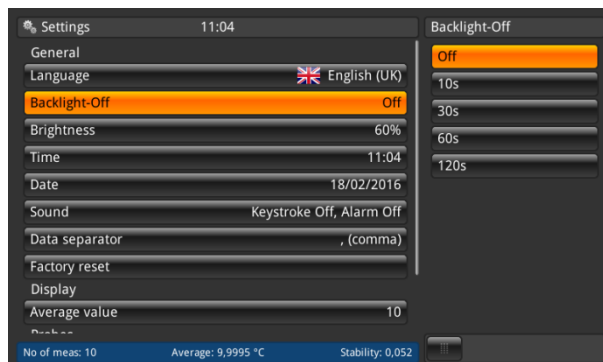 Settings 11:04
General
Language English (UK)
Backlight-Off Off
Brightness 60%
Time 11:04
Date 18/02/2016
Sound Keystroke Off, Alarm Off
Data separator , (comma)
Factory reset
Display
Average value 10
No of meas: 10 Average: 9,9995 °C Stability: 0,052
Backlight-Off
Off
10s
30s
60s
120s